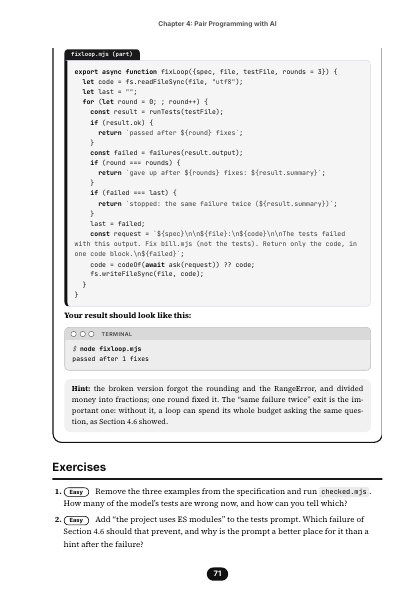 Chapter 4: Pair Programming with AI
fixloop.mjs (part)
export async function fixLoop({spec, file, testFile, rounds = 3}) {
let code = fs.readFileSync(file, "utf8");
let last = "";
for (let round = 0; ; round++) {
const result = runTests(testFile);
if (result.ok) {
return `passed after ${round} fixes`;
}
const failed = failures(result.output);
if (round === rounds) {
return `gave up after ${rounds} fixes: ${result.summary}`;
}
if (failed === last) {
return `stopped: the same failure twice (${result.summary})`;
}
last = failed;
const request = `${spec}\n\n${file}:\n${code}\n\nThe tests failed
with this output. Fix bill.mjs (not the tests). Return only the code, in
one code block.\n${failed}`;
code = codeOf(await ask(request)) ?? code;
fs.writeFileSync(file, code);
}
}
Your result should look like this:
TERMINAL
$ node fixloop.mjs
passed after 1 fixes
Hint: the broken version forgot the rounding and the RangeError, and divided
money into fractions; one round fixed it. The “same failure twice” exit is the im-
portant one: without it, a loop can spend its whole budget asking the same ques-
tion, as Section 4.6 showed.
Exercises
1. Easy Remove the three examples from the specification and run checked.mjs.
How many of the model’s tests are wrong now, and how can you tell which?
2. Easy Add “the project uses ES modules” to the tests prompt. Which failure of
Section 4.6 should that prevent, and why is the prompt a better place for it than a
hint after the failure?
71